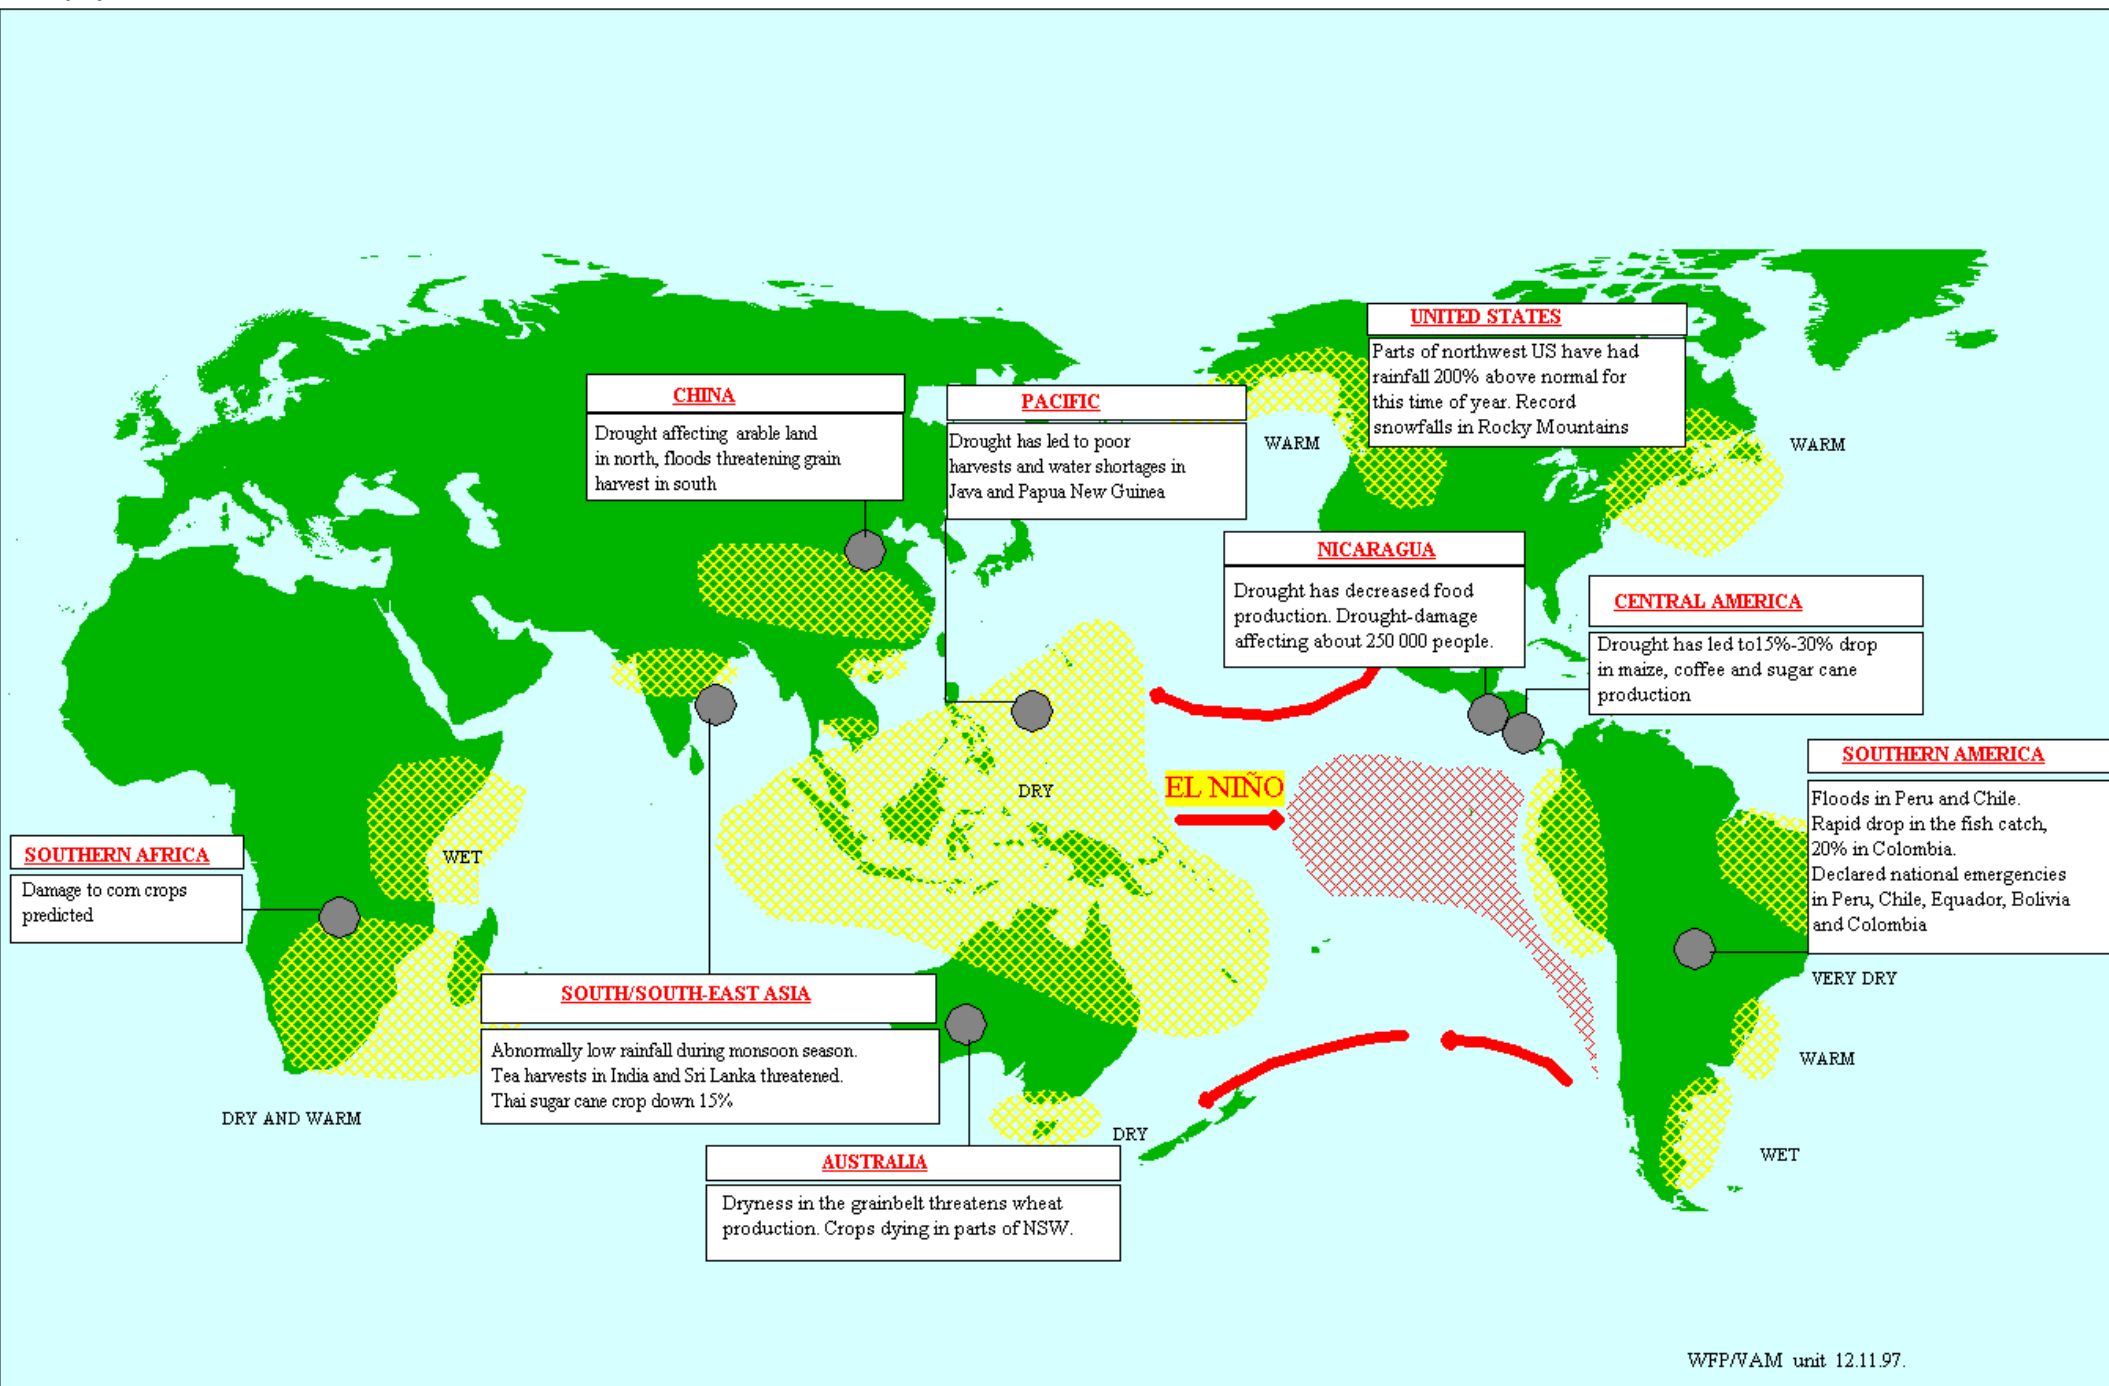 UNITED STATES
Parts of northwest US have had
rainfall 200% above normal for
this time of year. Record
snowfalls in Rocky Mountains
CHINA
Drought affecting arable land
in north, floods threatening grain
harvest in south
PACIFIC
Drought has led to poor
harvests and water shortages in
Java and Papua New Guinea
WARM
WARM
NICARAGUA
Drought has decreased food
production. Drought-damage
affecting about 250 000 people.
CENTRAL AMERICA
Drought has led to15%-30% drop
in maize, coffee and sugar cane
production
SOUTHERN AMERICA
Floods in Peru and Chile.
Rapid drop in the fish catch,
20% in Colombia.
Declared national emergencies
in Peru, Chile, Equador, Bolivia
and Colombia
EL NIÑO
DRY
WET
SOUTHERN AFRICA
Damage to corn crops
predicted
VERY DRY
SOUTH/SOUTH-EAST ASIA
Abnormally low rainfall during monsoon season.
Tea harvests in India and Sri Lanka threatened.
Thai sugar cane crop down 15%
WARM
DRY AND WARM
DRY
WET
AUSTRALIA
Dryness in the grainbelt threatens wheat
production. Crops dying in parts of NSW.
WFP/VAM unit 12.11.97.